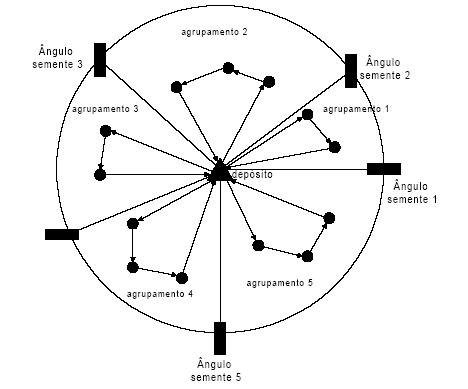 agrupamento 2
Ângulo
semente 3
Ângulo
semente 2
agrupamento 3
agrupamento 1
depósito
Ângulo
semente 1
agrupamento 4
agrupamento 5
Ângulo
semente 5